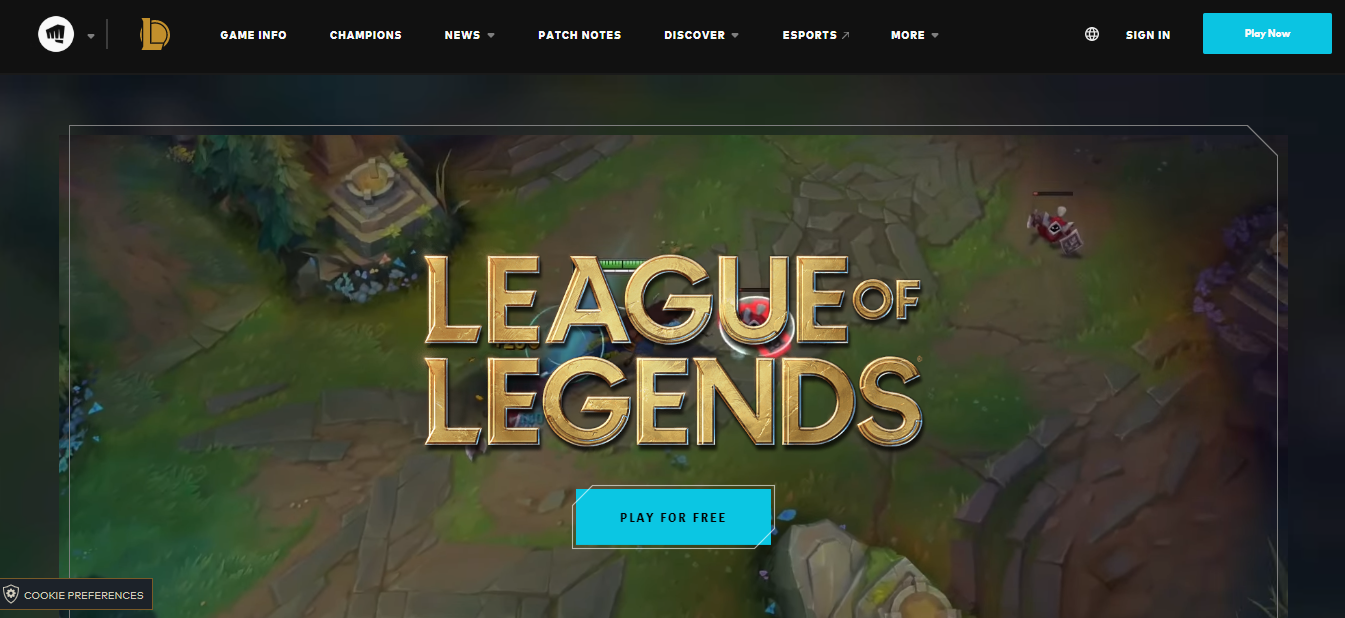 GAME INFO
CHAMPIONS
NEWS
PATCH NOTES
DISCOVER
ESPORTS
MORE
SIGN IN
Play Now
LEAGUE OF
LEGENDS
PLAY FOR FREE
COOKIE PREFERENCES